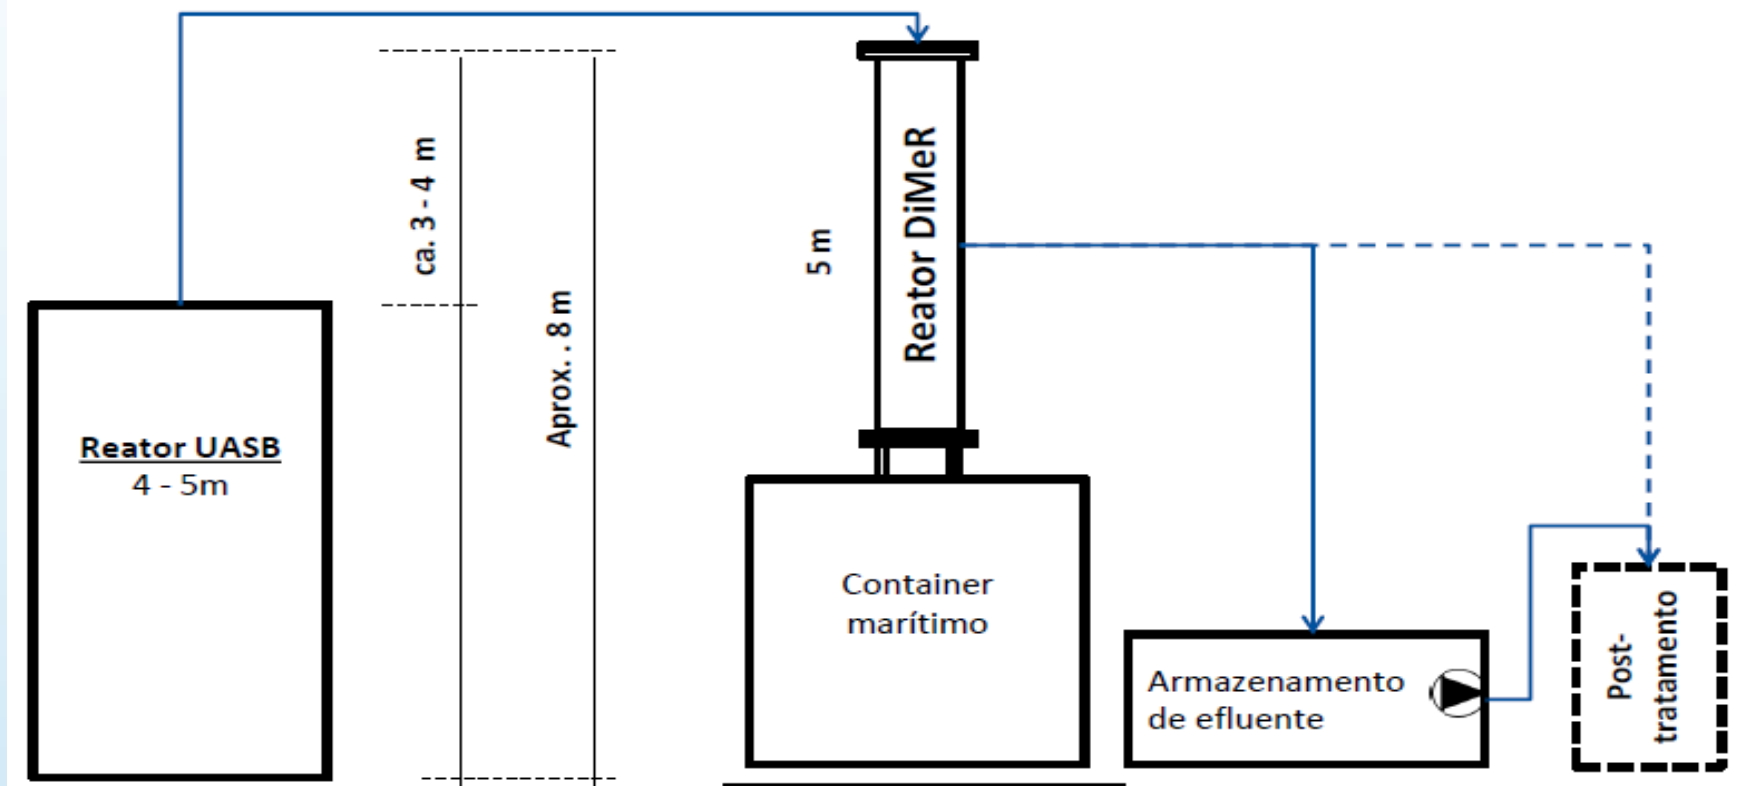 Reator UASB
4 - 5m
ca. 3 - 4 m
Aprox. . 8 m
5 m
Reator DiMeR
Container
marítimo
Armazenamento
de efluente
Post-
tratamento